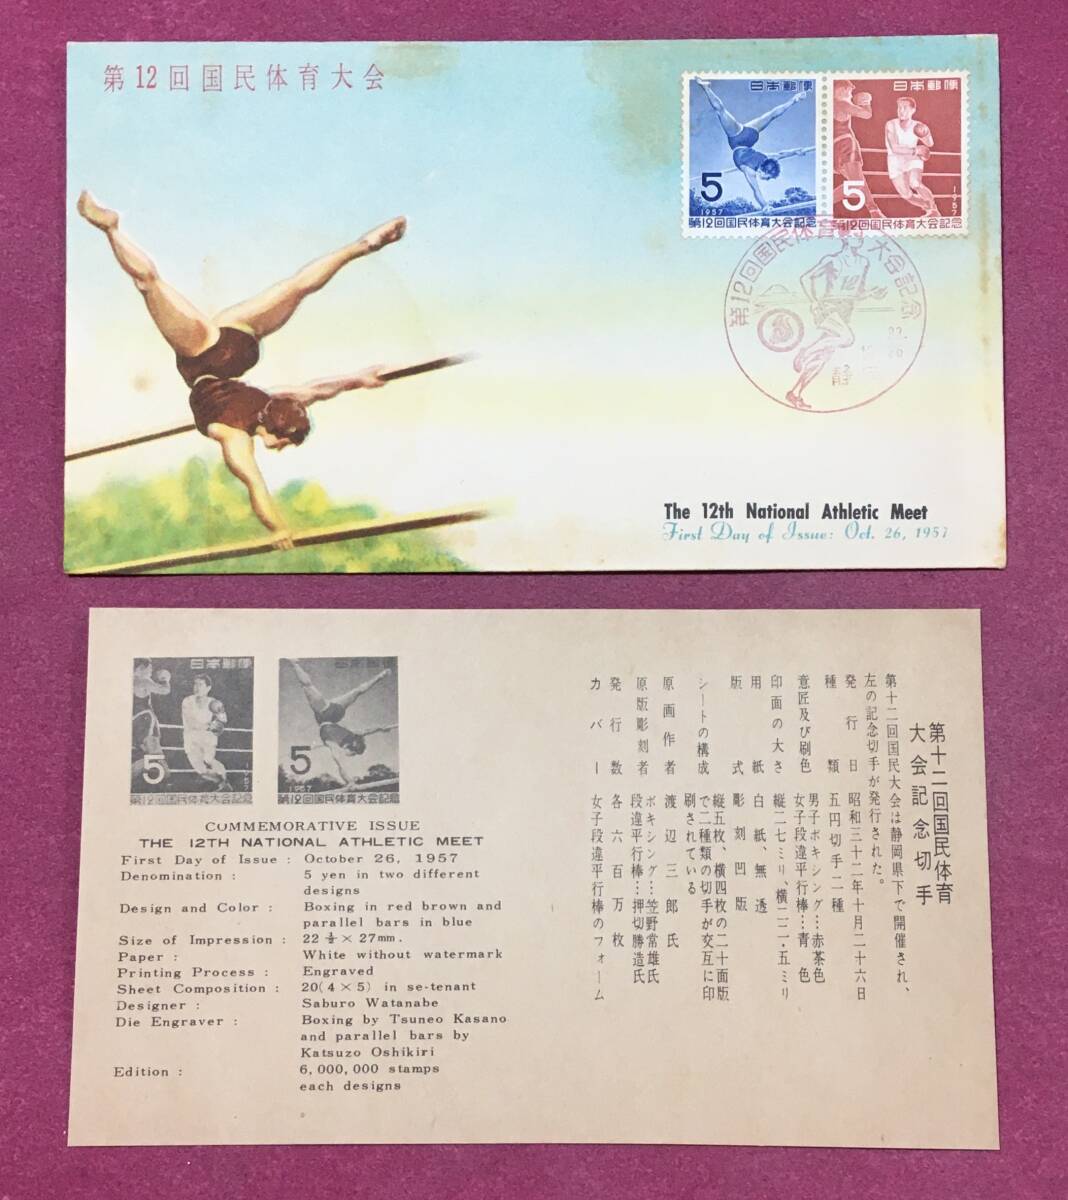 第12回国民体育大会
日本郵便
5
1957
第12回国民体育大会記念
日本郵便
5
1957
第12回国民体育大会記念
第12回国民体育大会記念
12
静
The 12th National Athletic Meet
First Day of Issue: Oct. 26, 1957
日本郵便
5
1957
第12回国民体育大会記念
5
1957
第12回国民体育大会記念
COMMEMORATIVE ISSUE
THE 12TH NATIONAL ATHLETIC MEET
First Day of Issue : October 26, 1957
Denomination : 5 yen in two different
designs
Design and Color : Boxing in red brown and
parallel bars in blue
Size of Impression : 22 ½ × 27mm.
Paper : White without watermark
Printing Process : Engraved
Sheet Composition : 20(4×5) in se-tenant
Designer : Saburo Watanabe
Die Engraver : Boxing by Tsuneo Kasano
and parallel bars by
Katsuzo Oshikiri
Edition : 6,000,000 stamps
each designs
第十二回国民体育
大会記念切手
第十二回国民大会は静岡県下で開催され、
左の記念切手が発行された。
発行日 昭和三十二年十月二十六日
種類 五円切手二種
意匠及び刷色 男子ボキシング…赤茶色
女子段違平行棒…青色
印面の大さ 縦二七ミリ、横二二・五ミリ
用紙 白紙、無透
版式 彫刻凹版
シートの構成 縦五枚、横四枚の二十面版
で二種類の切手が交互に印
刷されている
原画作者 渡辺三郎氏
原版彫刻者 ボキシング…笠野常雄氏
段違平行棒…押切勝造氏
発行数 各六百万枚
カバー 女子段違平行棒のフォーム